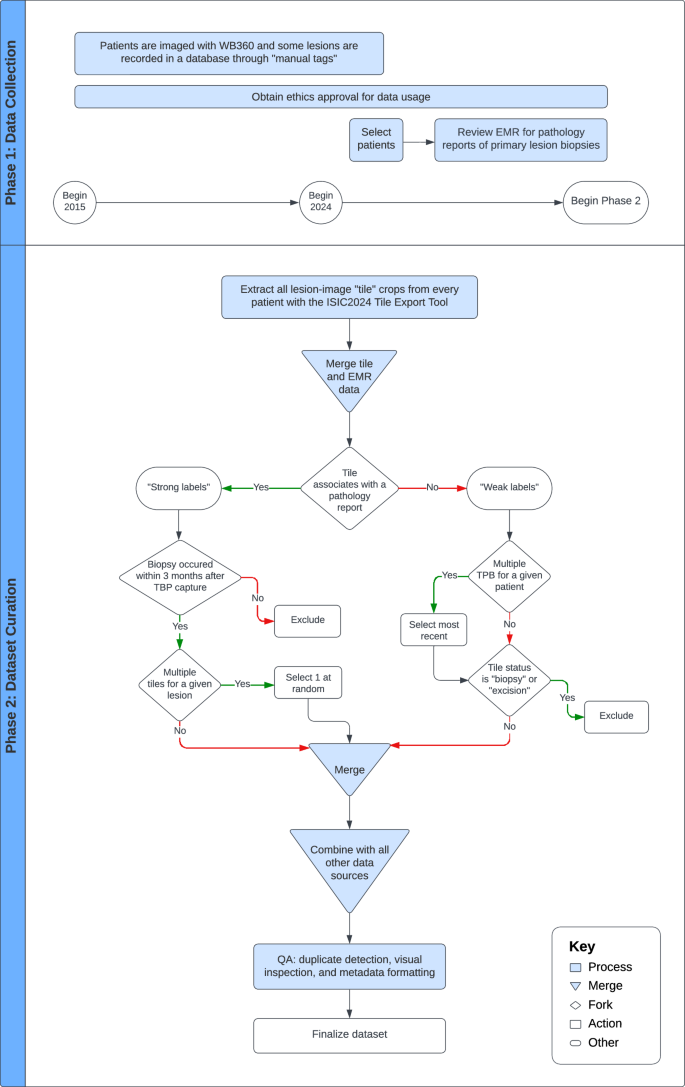 Phase 1: Data Collection
Patients are imaged with WB360 and some lesions are
recorded in a database through "manual tags"
Obtain ethics approval for data usage
Select
patients
Review EMR for pathology
reports of primary lesion biopsies
Begin
2015
Begin
2024
Begin Phase 2
Phase 2: Dataset Curation
Extract all lesion-image "tile" crops from every
patient with the ISIC2024 Tile Export Tool
Merge tile
and EMR
data
Tile
associates with a
pathology
report
Yes
No
"Strong labels"
"Weak labels"
Biopsy occured
within 3 months after
TBP capture
No
Yes
Exclude
Multiple
TPB for a given
patient
Yes
No
Select most
recent
Multiple
tiles for a given
lesion
Yes
No
Select 1 at
random
Tile status
is "biopsy" or
"excision"
Yes
No
Exclude
Merge
Combine with all
other data
sources
QA: duplicate detection, visual
inspection, and metadata formatting
Finalize dataset
Key
Process
Merge
Fork
Action
Other